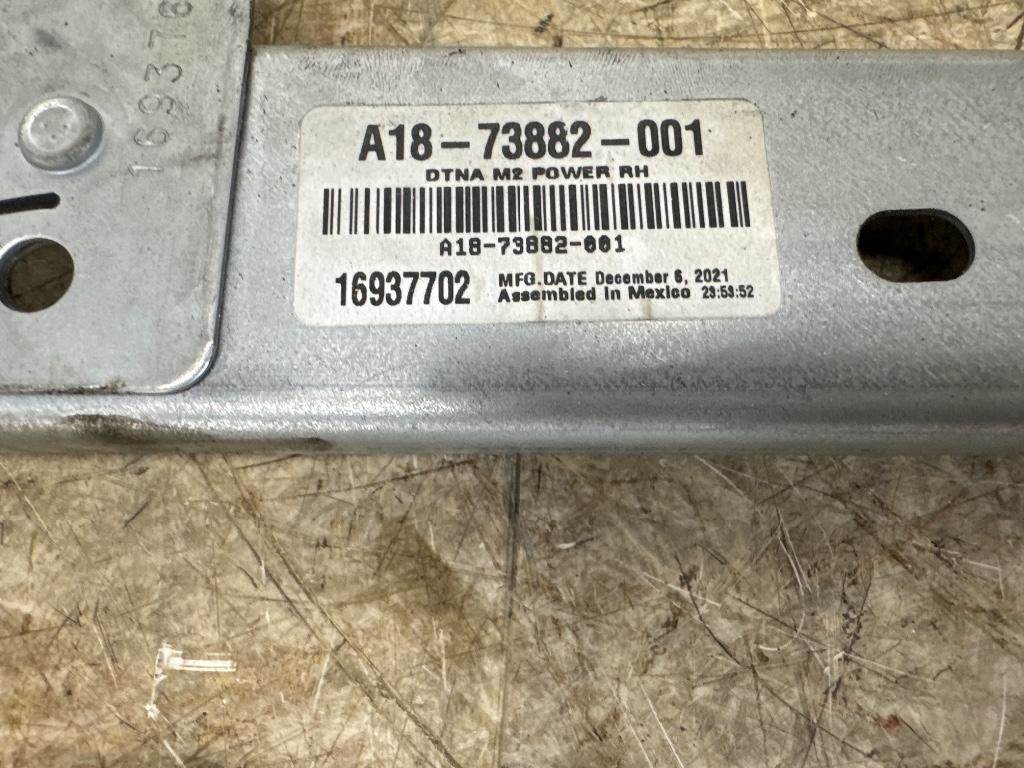 A18-73882-001
DTNA M2 POWER RH
A18-73882-001
16937702
MFG.DATE December 6, 2021
Assembled In Mexico 23:53:52